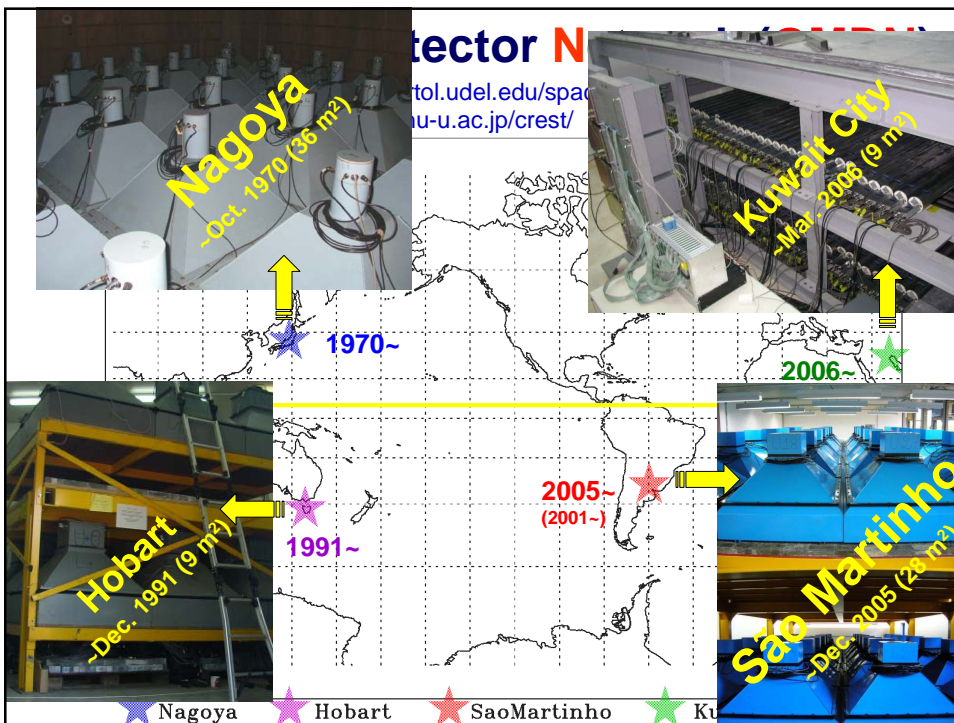 tector N
rtol.udel.edu/spac
nu-u.ac.jp/crest/
Nagoya
~Oct. 1970 (36 m²)
Kuwait City
~Mar. 2006 (9 m²)
1970~
2006~
2005~
(2001~)
1991~
Hobart
~Dec. 1991 (9 m²)
São Martinho
~Dec. 2005 (28 m²)
Nagoya
Hobart
SaoMartinho
Ku